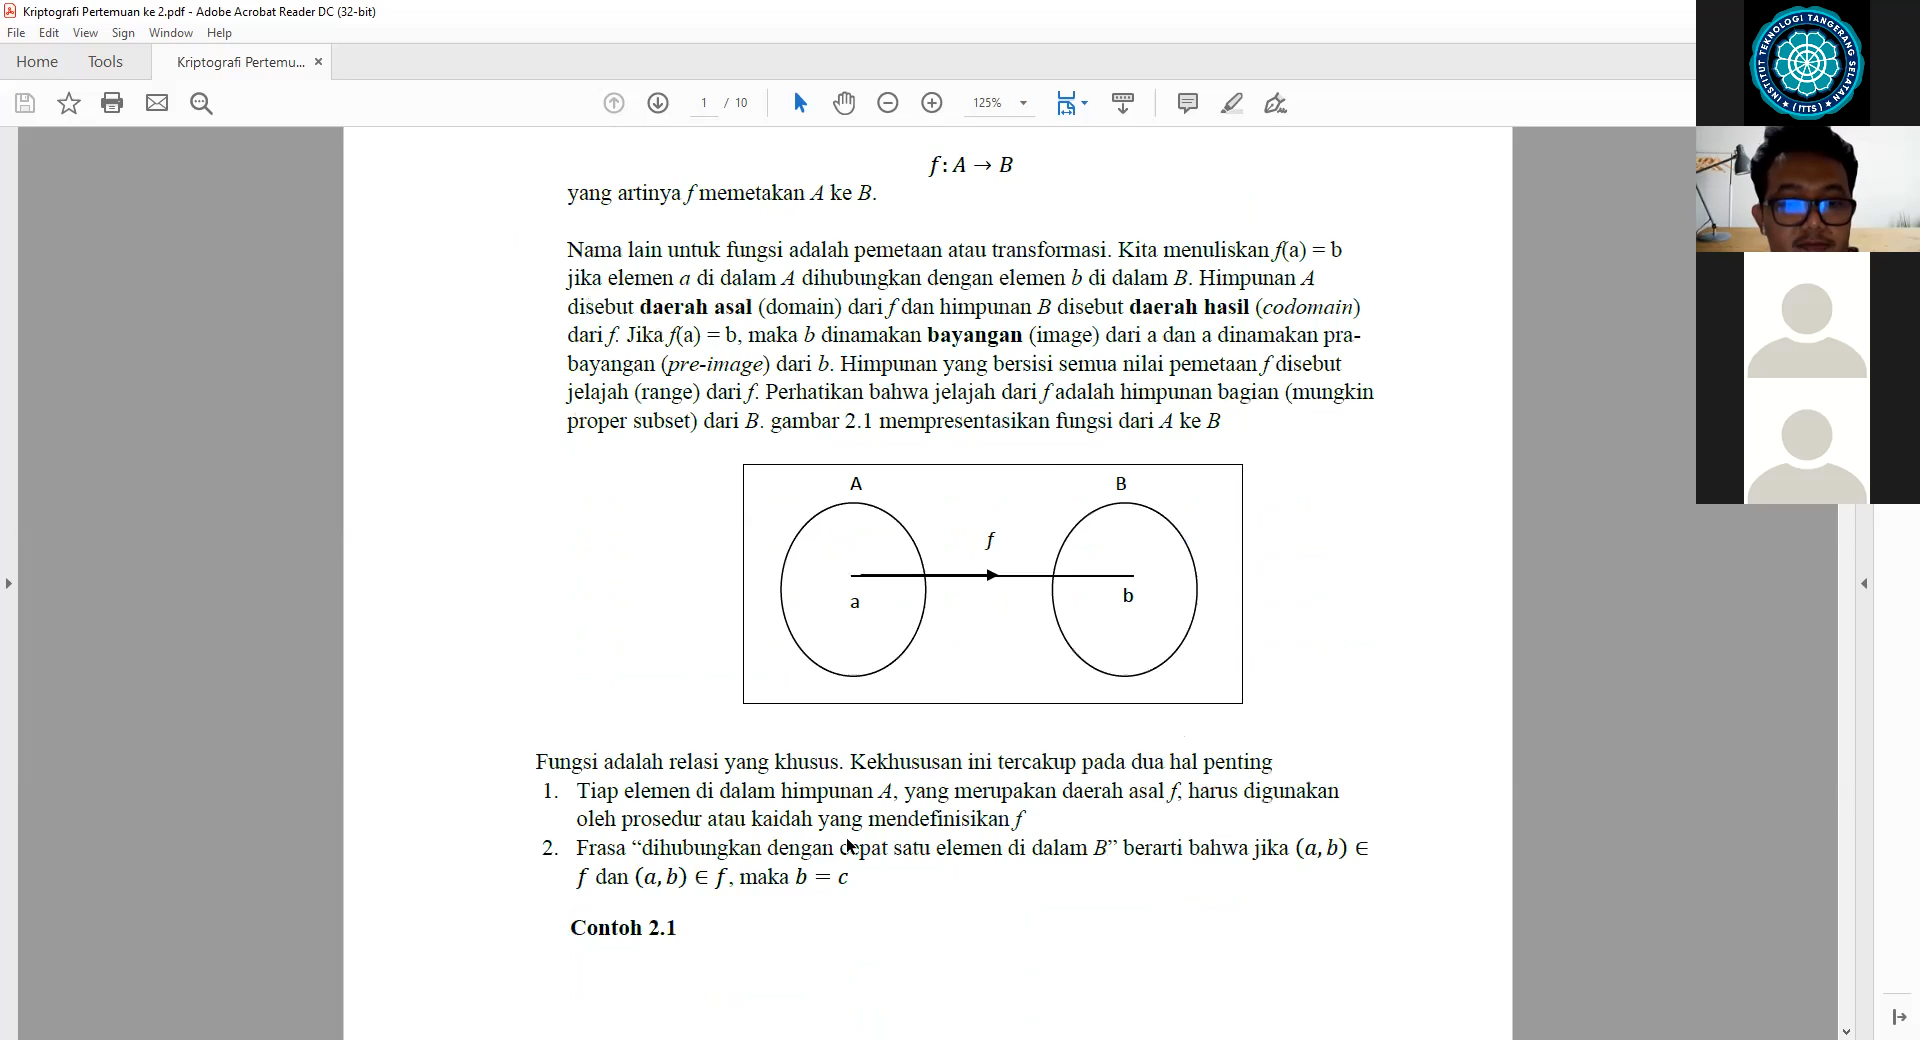 Kriptografi Pertemuan ke 2.pdf - Adobe Acrobat Reader DC (32-bit)
File Edit View Sign Window Help
Home Tools Kriptografi Pertemu... ×
1 / 10 125%
f: A → B
yang artinya f memetakan A ke B.
Nama lain untuk fungsi adalah pemetaan atau transformasi. Kita menuliskan f(a) = b
jika elemen a di dalam A dihubungkan dengan elemen b di dalam B. Himpunan A
disebut daerah asal (domain) dari f dan himpunan B disebut daerah hasil (codomain)
dari f. Jika f(a) = b, maka b dinamakan bayangan (image) dari a dan a dinamakan pra-
bayangan (pre-image) dari b. Himpunan yang bersisi semua nilai pemetaan f disebut
jelajah (range) dari f. Perhatikan bahwa jelajah dari f adalah himpunan bagian (mungkin
proper subset) dari B. gambar 2.1 mempresentasikan fungsi dari A ke B
A B
f
a b
Fungsi adalah relasi yang khusus. Kekhususan ini tercakup pada dua hal penting
1. Tiap elemen di dalam himpunan A, yang merupakan daerah asal f, harus digunakan
oleh prosedur atau kaidah yang mendefinisikan f
2. Frasa “dihubungkan dengan depat satu elemen di dalam B” berarti bahwa jika (a, b) ∈
f dan (a, b) ∈ f, maka b = c
Contoh 2.1
INSTITUT TEKNOLOGI TANGERANG SELATAN
(ITTS)